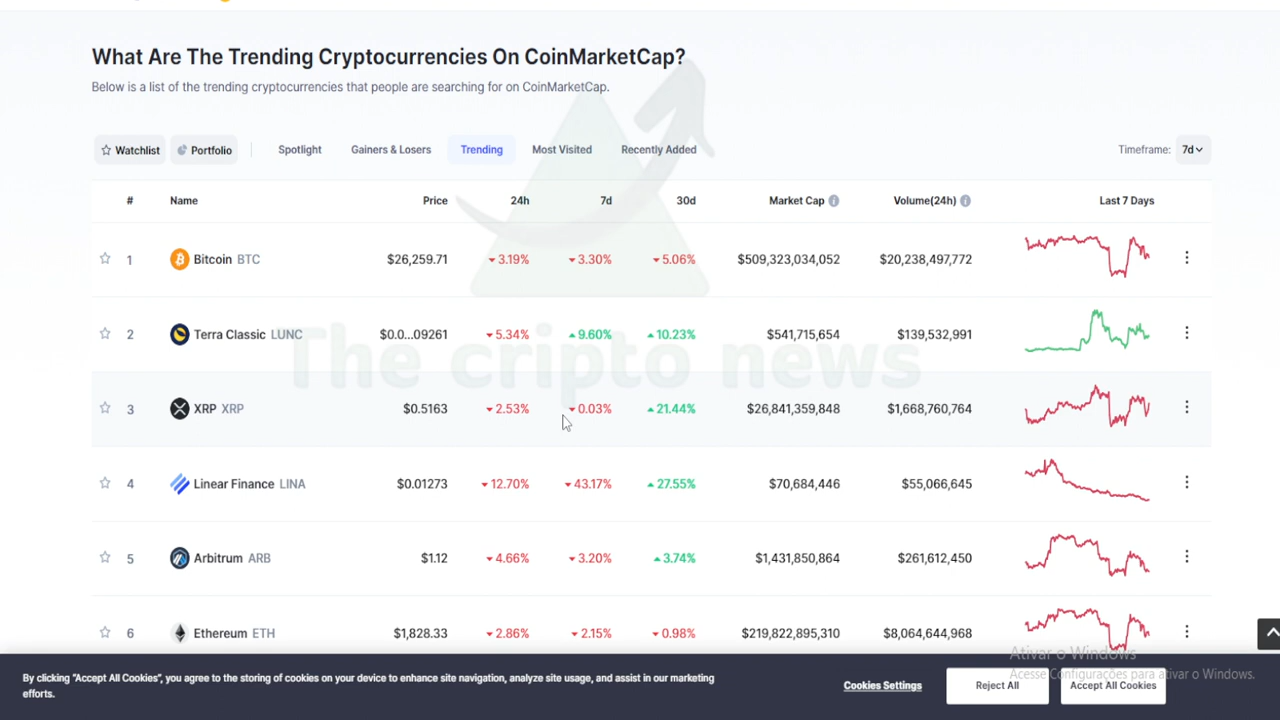 What Are The Trending Cryptocurrencies On CoinMarketCap?
Below is a list of the trending cryptocurrencies that people are searching for on CoinMarketCap.
Watchlist Portfolio Spotlight Gainers & Losers Trending Most Visited Recently Added Timeframe: 7d
# Name Price 24h 7d 30d Market Cap Volume(24h) Last 7 Days
1 Bitcoin BTC $26,259.71 3.19% 3.30% 5.06% $509,323,034,052 $20,238,497,772
2 Terra Classic LUNC $0.0...09261 5.34% 9.60% 10.23% $541,715,654 $139,532,991
The cripto news
3 XRP XRP $0.5163 2.53% 0.03% 21.44% $26,841,359,848 $1,668,760,764
4 Linear Finance LINA $0.01273 12.70% 43.17% 27.55% $70,684,446 $55,066,645
5 Arbitrum ARB $1.12 4.66% 3.20% 3.74% $1,431,850,864 $261,612,450
6 Ethereum ETH $1,828.33 2.86% 2.15% 0.98% $219,822,895,310 $8,064,644,968
Ativar o Windows
Acesse Configurações para ativar o Windows.
By clicking "Accept All Cookies", you agree to the storing of cookies on your device to enhance site navigation, analyze site usage, and assist in our marketing
efforts.
Cookies Settings Reject All Accept All Cookies